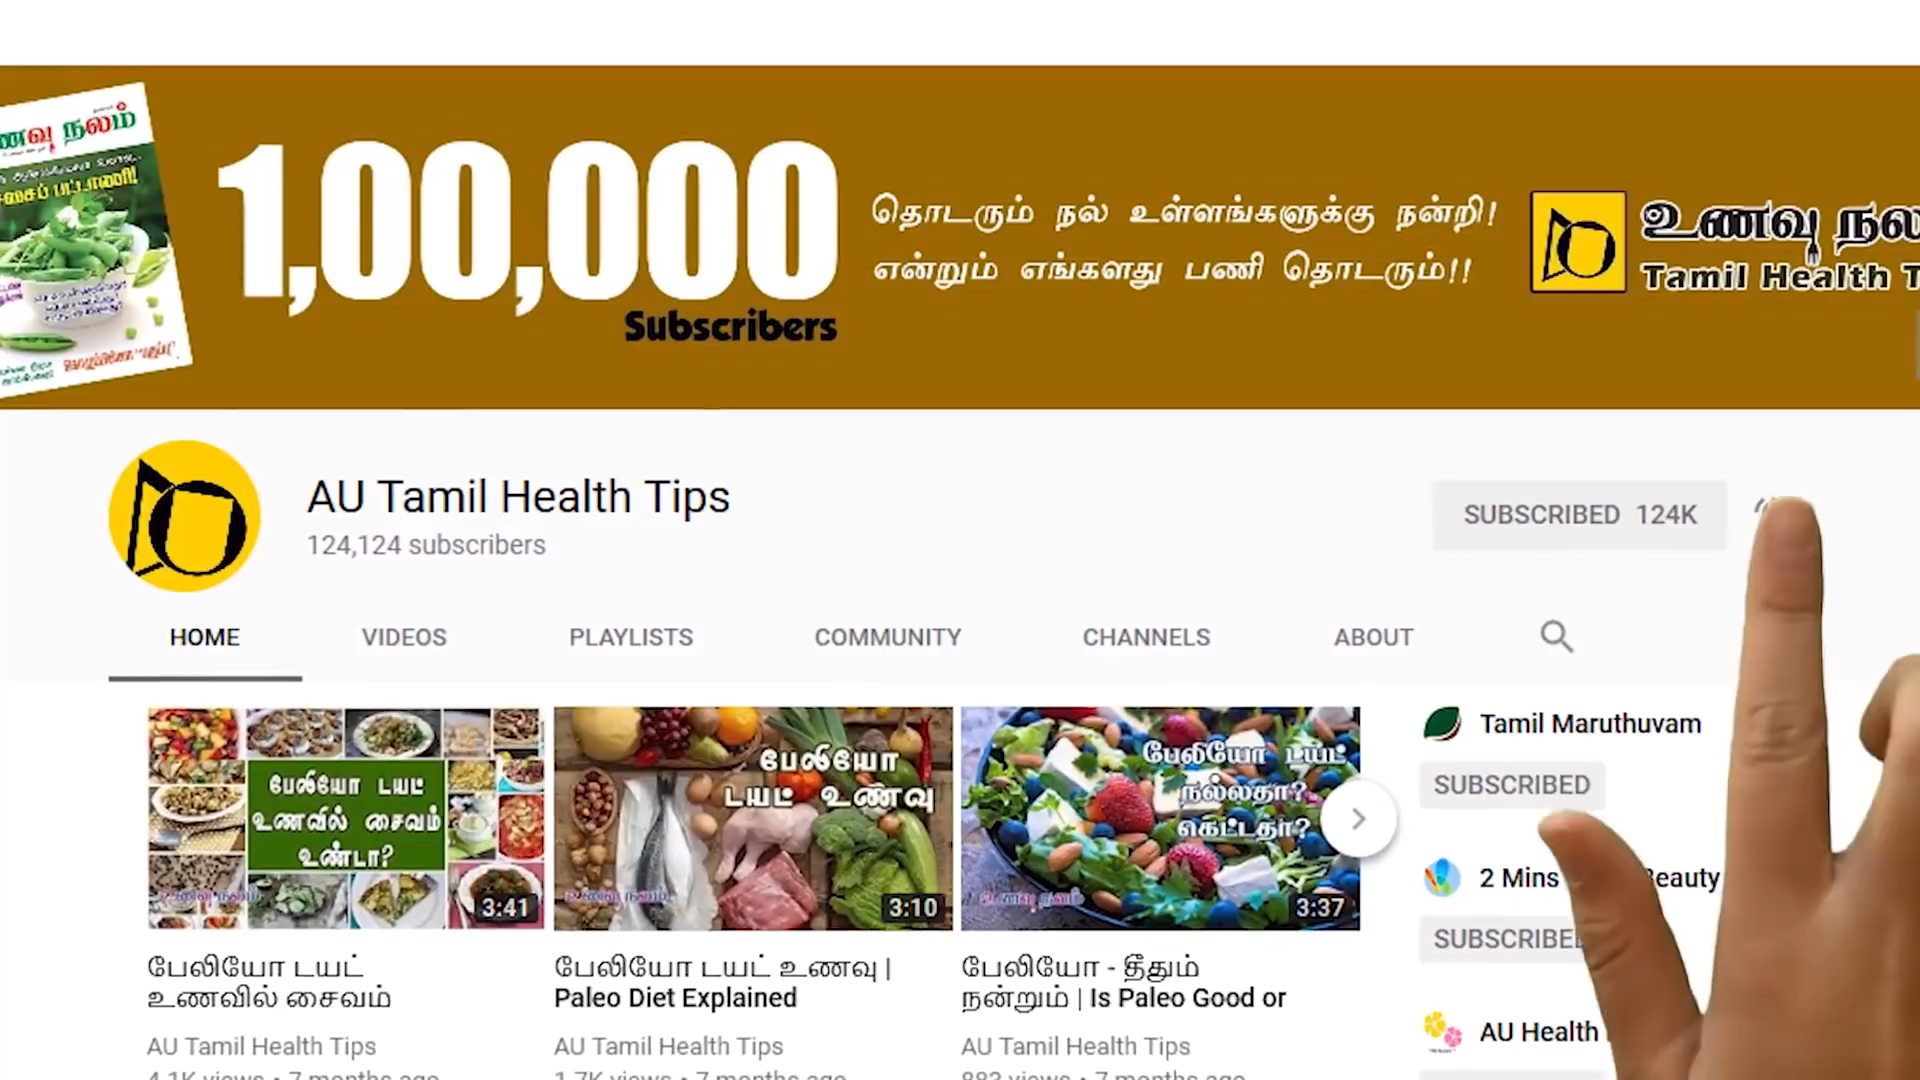 நலம்
1,00,000
Subscribers
தொடரும் நல் உள்ளங்களுக்கு நன்றி!
என்றும் எங்களது பணி தொடரும்!!
உணவு
Tamil Health
AU Tamil Health Tips
124,124 subscribers
SUBSCRIBED 124K
HOME VIDEOS PLAYLISTS COMMUNITY CHANNELS ABOUT
பேலியோ டயட்
உணவில் சைவம்
உண்டா?
3:41
பேலியோ
டயட் உணவு
3:10
பேலியோ டயட்
நல்லதா?
கெட்டதா?
3:37
பேலியோ டயட்
உணவில் சைவம்
AU Tamil Health Tips
4.1K views • 7 months ago
பேலியோ டயட் உணவு |
Paleo Diet Explained
AU Tamil Health Tips
1.7K views • 7 months ago
பேலியோ - தீதும்
நன்றும் | Is Paleo Good or
AU Tamil Health Tips
883 views • 7 months ago
Tamil Maruthuvam
SUBSCRIBED
2 Mins Beauty
SUBSCRIBED
AU Health